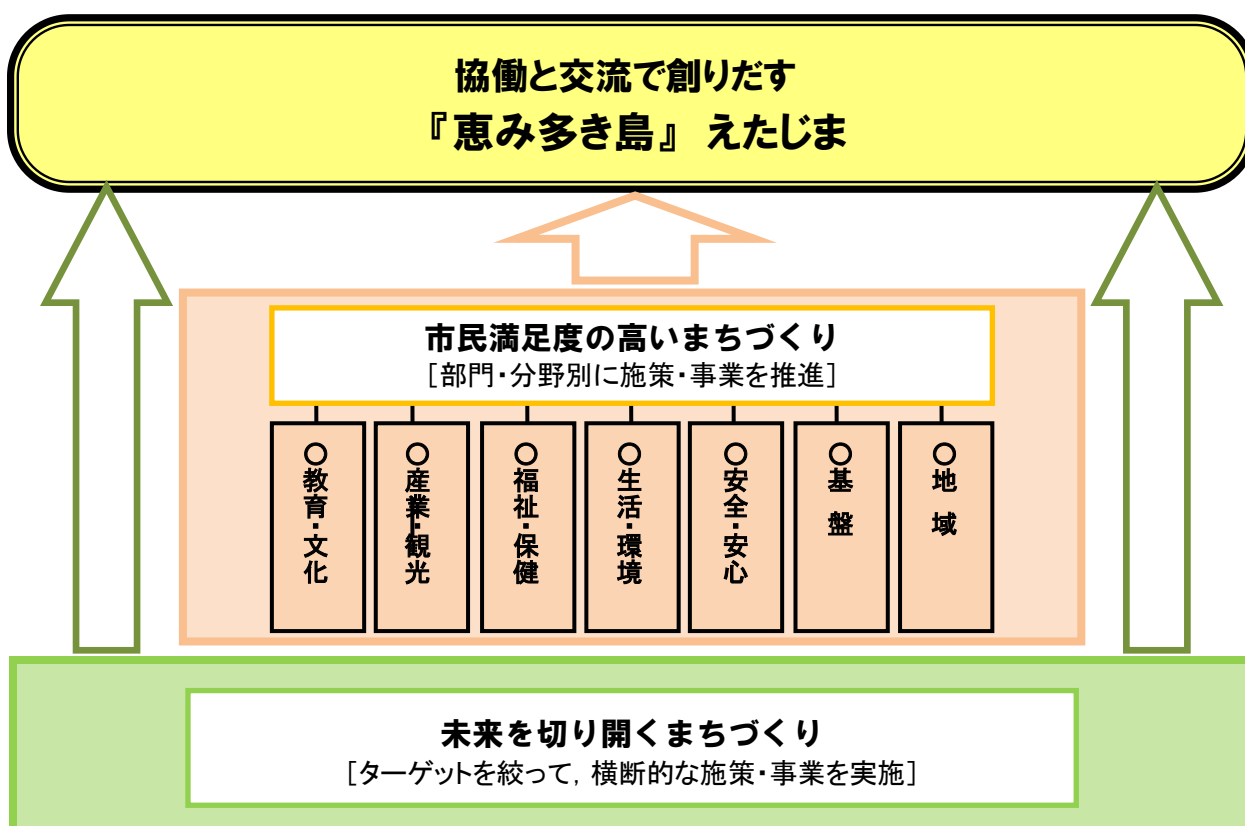 協働と交流で創りだす
『恵み多き島』 えたじま
市民満足度の高いまちづくり
［部門・分野別に施策・事業を推進］
○教育・文化
○産業・観光
○福祉・保健
○生活・環境
○安全・安心
○基盤
○地域
未来を切り開くまちづくり
［ターゲットを絞って，横断的な施策・事業を実施］